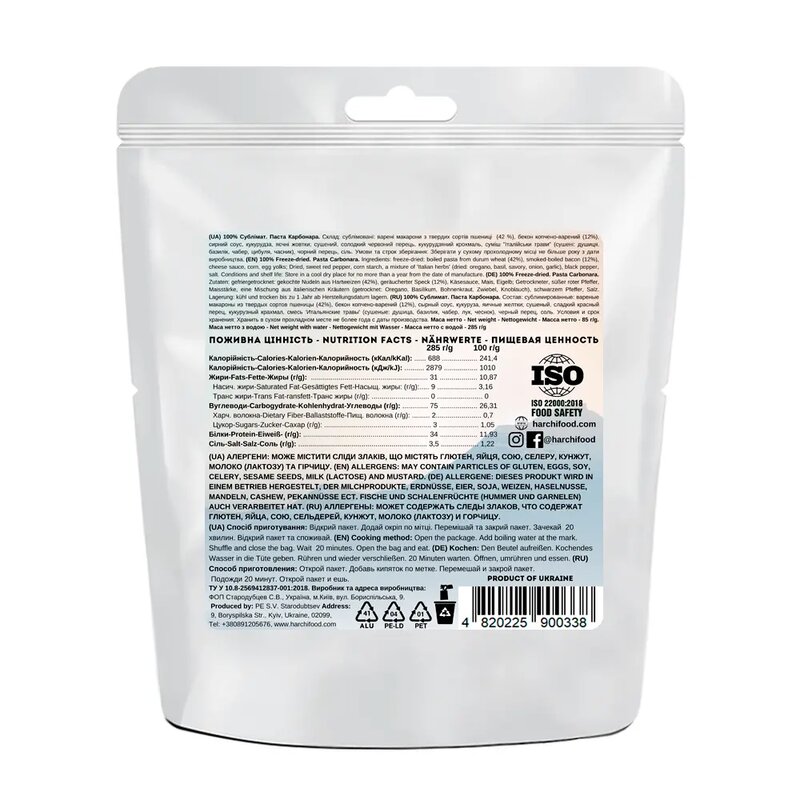 (UA) 100% Сублімат. Паста Карбонара. Склад: сублімовані: варені макарони з твердих сортів пшениці (42 %), бекон копчено-варений (12%),
сирний соус, кукурудза, яєчні жовтки; сушений, солодкий червоний перець, кукурудзяний крохмаль, суміш "італійські трави" (сушен: душиця,
базилік, чабер, цибуля, часник), чорний перець, сіль. Умови та строк зберігання: Зберігати у сухому прохолодному місці не більше року з дати
виробництва. (EN) 100% Freeze-dried. Pasta Carbonara. Ingredients: freeze-dried: boiled pasta from durum wheat (42%), smoked-boiled bacon (12%),
cheese sauce, corn, egg yolks; Dried, sweet red pepper, corn starch, a mixture of 'Italian herbs' (dried: oregano, basil, savory, onion, garlic), black pepper,
salt. Conditions and shelf life: Store in a cool dry place for no more than a year from the date of manufacture. (DE) 100% Freeze-dried. Pasta Carbonara.
Zutaten: gefriergetrocknet: gekochte Nudeln aus Hartweizen (42%), geräucherter Speck (12%), Käsesauce, Mais, Eigelb; Getrockneter, süßer roter Pfeffer,
Maisstärke, eine Mischung aus italienischen Kräutern (getrocknet: Oregano, Basilikum, Bohnenkraut, Zwiebel, Knoblauch), schwarzem Pfeffer, Salz.
Lagerung: kühl und trocken bis zu 1 Jahr ab Herstellungsdatum lagern. (RU) 100% Сублимат. Паста Карбонара. Состав: сублимированные: вареные
макароны из твердых сортов пшеницы (42%), бекон копчено-вареный (12%), сырный соус, кукуруза, яичные желтки, сушеный, сладкий красный
перец, кукурузный крахмал, смесь 'Итальянские травы' (сушеные: душица, базилик, чабер, лук, чеснок), черный перец, соль. Условия и срок
хранения: Хранить в сухом прохладном месте не более года с даты производства. Маса нетто - Net weight - Nettogewicht - Масса нетто - 85 г/g.
Маса нетто з водою - Net weight with water - Nettogewicht mit Wasser - Масса нетто с водой - 285 г/g
ПОЖИВНА ЦІННІСТЬ - NUTRITION FACTS - NÄHRWERTE - ПИЩЕВАЯ ЦЕННОСТЬ
285 г/g 100 г/g
Калорійність-Calories-Kalorien-Калорийность (кКал/kKal) 688 241,4
Калорійність-Calories-Kalorien-Калорийность (кДж/kJ) 2879 1010
Жири-Fats-Fette-Жиры (г/g): 31 10,87
Насич. жири-Saturated Fat-Gesättigtes Fett-Насыщ. жиры: (г/g) 9 3,16
Транс жири-Trans Fat-ransfett-Транс жиры (г/g) 0 0
Вуглеводи-Carbogydrate-Kohlenhydrat-Углеводы (г/g) 75 26,31
Харч. волокна-Dietary Fiber-Ballaststoffe-Пищ. волокна (г/g) 2 0,7
Цукор-Sugars-Zucker-Сахар (г/g) 3 1,05
Білки-Protein-Eiweiß- (г/g) 34 11,93
Сіль-Salt-Salz-Соль (г/g) 3,5 1,22
ISO
ISO 22000:2018
FOOD SAFETY
harchifood.com
@harchifood
(UA) АЛЕРГЕНИ: МОЖЕ МІСТИТИ СЛІДИ ЗЛАКІВ, ЩО МІСТЯТЬ ГЛЮТЕН, ЯЙЦЯ, СОЮ, СЕЛЕРУ, КУНЖУТ,
МОЛОКО (ЛАКТОЗУ) ТА ГІРЧИЦУ. (EN) ALLERGENS: MAY CONTAIN PARTICLES OF GLUTEN, EGGS, SOY,
CELERY, SESAME SEEDS, MILK (LACTOSE) AND MUSTARD. (DE) ALLERGENE: DIESES PRODUKT WIRD IN
EINEM BETRIEB HERGESTELLT, DER MILCHPRODUKTE, ERDNÜSSE, EIER, SOJA, WEIZEN, HASELNÜSSE,
MANDELN, CASHEW, PEKANNÜSSE ECT. FISCHE UND SCHALENFRÜCHTE (HUMMER UND GARNELEN)
AUCH VERARBEITET HAT. (RU) АЛЛЕРГЕНЫ: МОЖЕТ СОДЕРЖАТЬ СЛЕДЫ ЗЛАКОВ, ЧТО СОДЕРЖАТ
ГЛЮТЕН, ЯЙЦА, СОЮ, СЕЛЬДЕРЕЙ, КУНЖУТ, МОЛОКО (ЛАКТОЗУ) И ГОРЧИЦУ.
(UA) Спосіб приготування: Відкрий пакет. Додай окріп по мітці. Перемішай та закрий пакет. Зачекай 20
хвилин. Відкрий пакет та споживай. (EN) Cooking method: Open the package. Add boiling water at the mark.
Shuffle and close the bag. Wait 20 minutes. Open the bag and eat. (DE) Kochen: Den Beutel aufreißen. Kochendes
Wasser in die Tüte geben. Rühren und wieder verschließen. 20 Minuten warten. Öffnen, umrühren und essen. (RU)
Способ приготовления: Открой пакет. Добавь кипяток по метке. Перемешай и закрой пакет.
Подожди 20 минут. Открой пакет и ешь.
PRODUCT OF UKRAINE
ТУ У 10.8-2569412837-001:2018. Виробник та адреса виробництва:
ФОП Стародубцев С.В., Україна, м.Київ, вул. Бориспільська, 9.
Produced by: PE S.V. Starodubtsev Address:
9, Boryspilska Str., Kyiv, Ukraine, 02099,
Tel: +380891205676, www.harchifood.com
41 04 01
ALU PE-LD PET
4 820225 900338